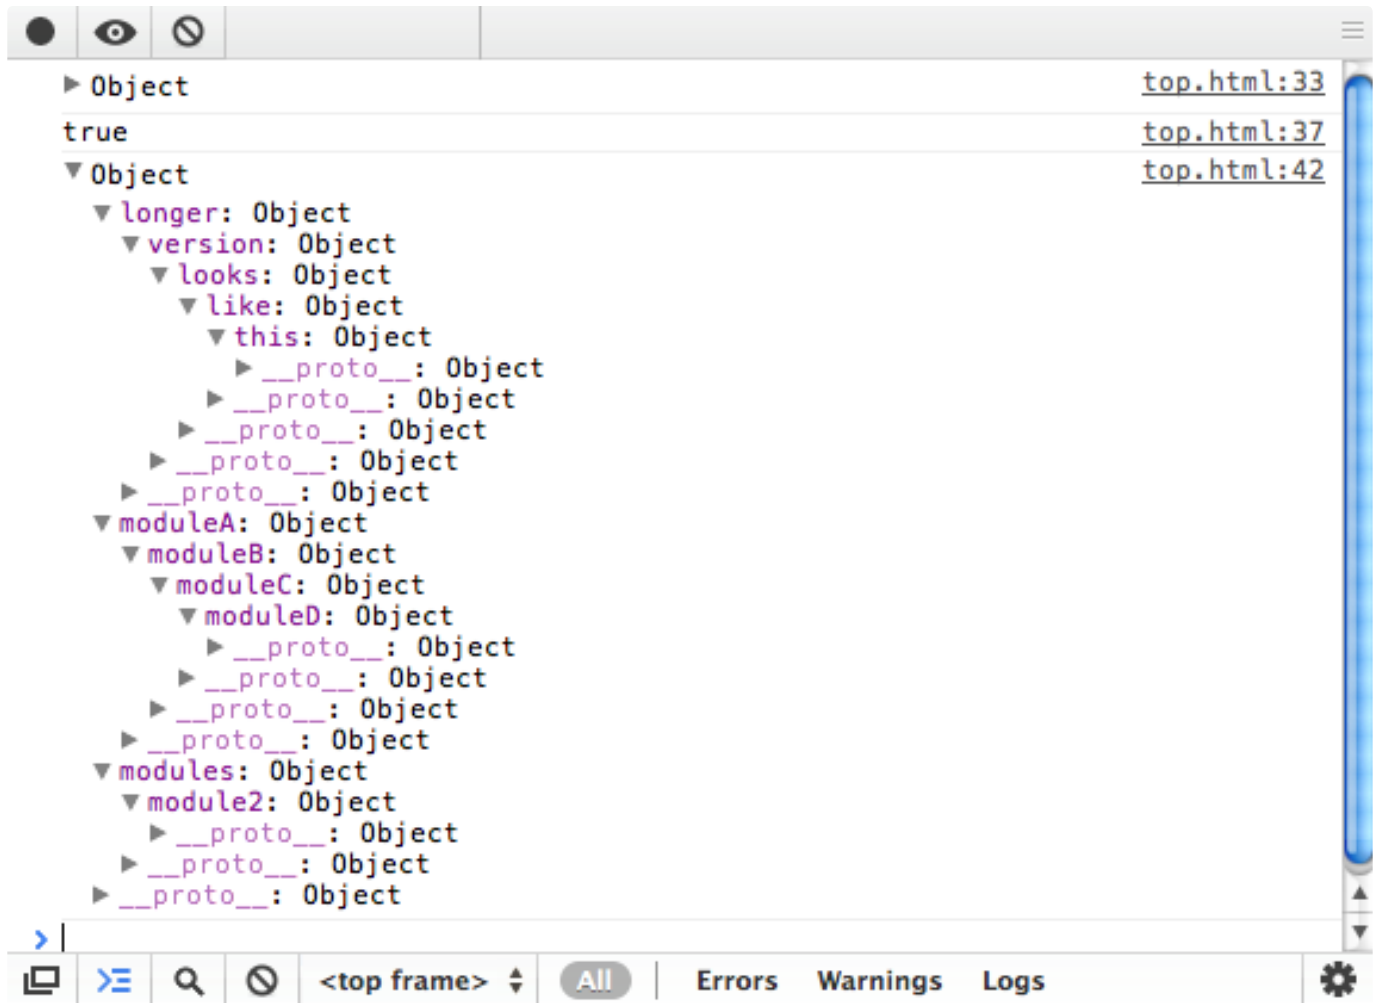 Object top.html:33
true top.html:37
Object top.html:42
longer: Object
version: Object
looks: Object
like: Object
this: Object
__proto__: Object
__proto__: Object
__proto__: Object
__proto__: Object
__proto__: Object
moduleA: Object
moduleB: Object
moduleC: Object
moduleD: Object
__proto__: Object
__proto__: Object
__proto__: Object
__proto__: Object
modules: Object
module2: Object
__proto__: Object
__proto__: Object
__proto__: Object
<top frame> All Errors Warnings Logs